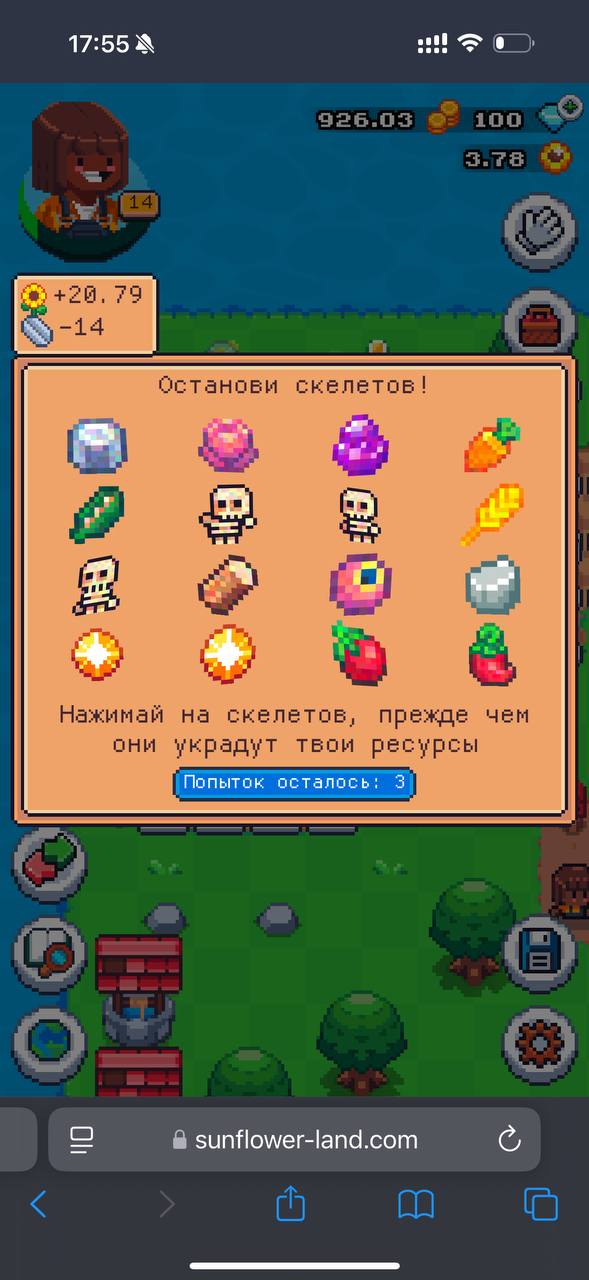 17:55
926.03
100
3.78
14
+20.79
-14
Останови скелетов!
Нажимай на скелетов, прежде чем
они украдут твои ресурсы
Попыток осталось: 3
sunflower-land.com